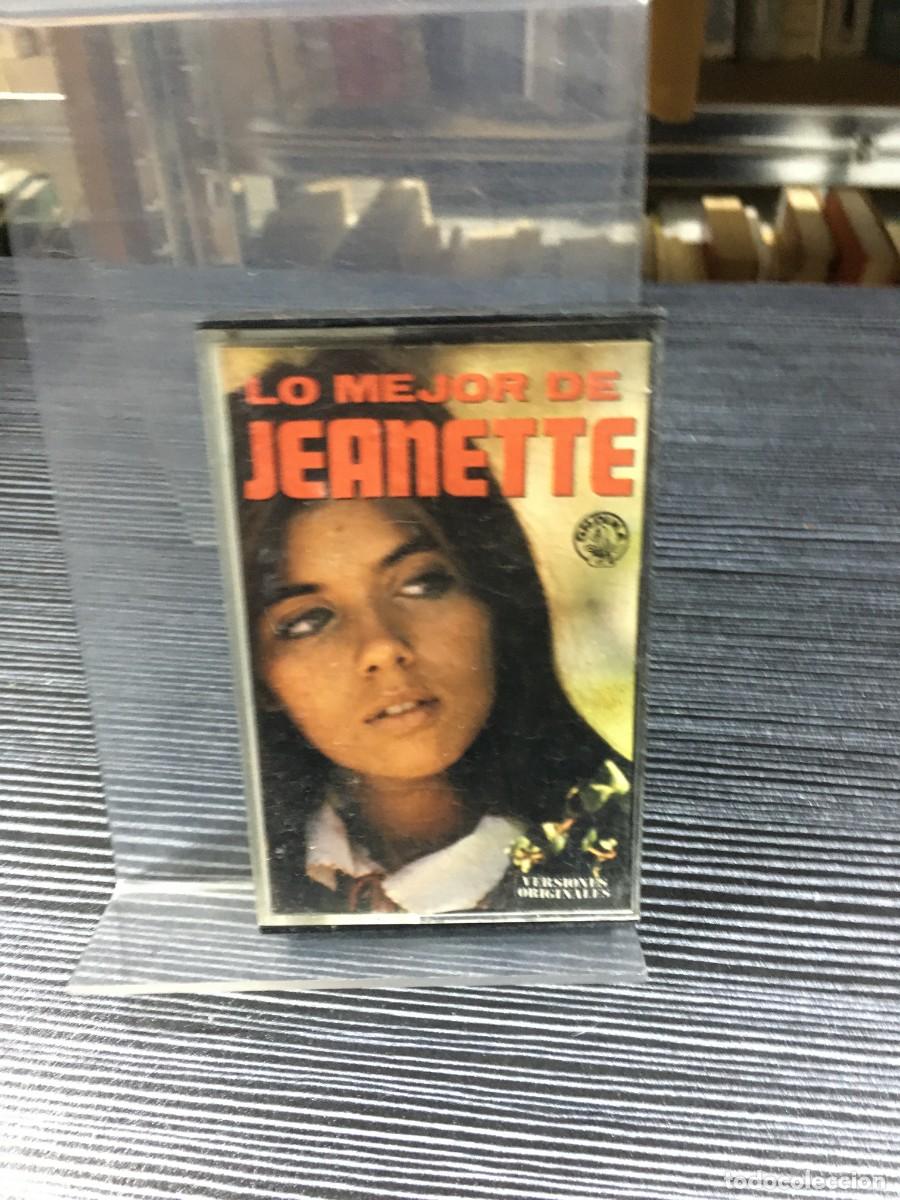 LO MEJOR DE
JEANETTE
VERSIONES
ORIGINALES
todocoleccion